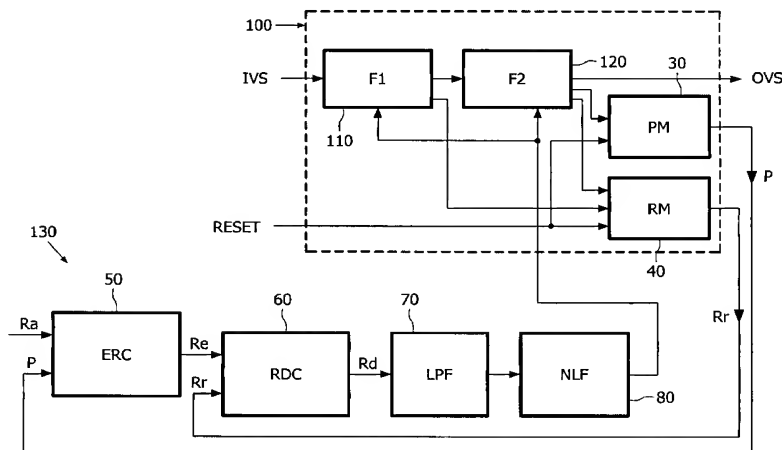 100
IVS
F1
F2
120
30
OVS
110
PM
P
RESET
RM
40
130
50
Ra
P
ERC
Re
60
Rr
RDC
Rd
70
LPF
NLF
80
Rr